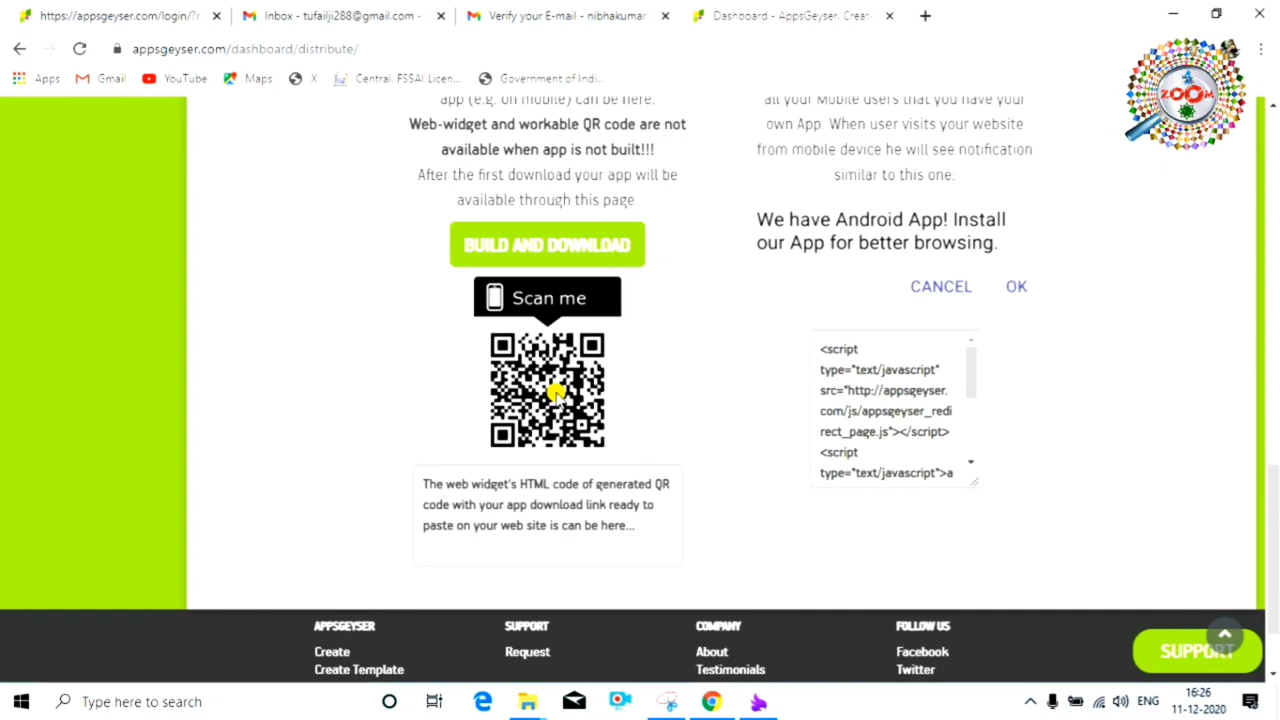 https://appsgeyser.com/login/?r
Inbox - tufailji288@gmail.com -
Verify your E-mail - nibhakumar
Dashboard - AppsGeyser. Creat
appsgeyser.com/dashboard/distribute/
Apps
Gmail
YouTube
Maps
X
Central. FSSAI Licen...
Government of Indi...
ZOOM
app (e.g. on mobile) can be here.
Web-widget and workable QR code are not
available when app is not built!!!
After the first download your app will be
available through this page.
BUILD AND DOWNLOAD
Scan me
The web widget's HTML code of generated QR
code with your app download link ready to
paste on your web site is can be here...
all your Mobile users that you have your
own App. When user visits your website
from mobile device he will see notification
similar to this one.
We have Android App! Install
our App for better browsing.
CANCEL OK
<script
type="text/javascript"
src="http://appsgeyser.
com/js/appsgeyser_redi
rect_page.js"></script>
<script
type="text/javascript">a
APPSGEYSER
Create
Create Template
SUPPORT
Request
COMPANY
About
Testimonials
FOLLOW US
Facebook
Twitter
SUPPORT
Type here to search
ENG
16:26
11-12-2020